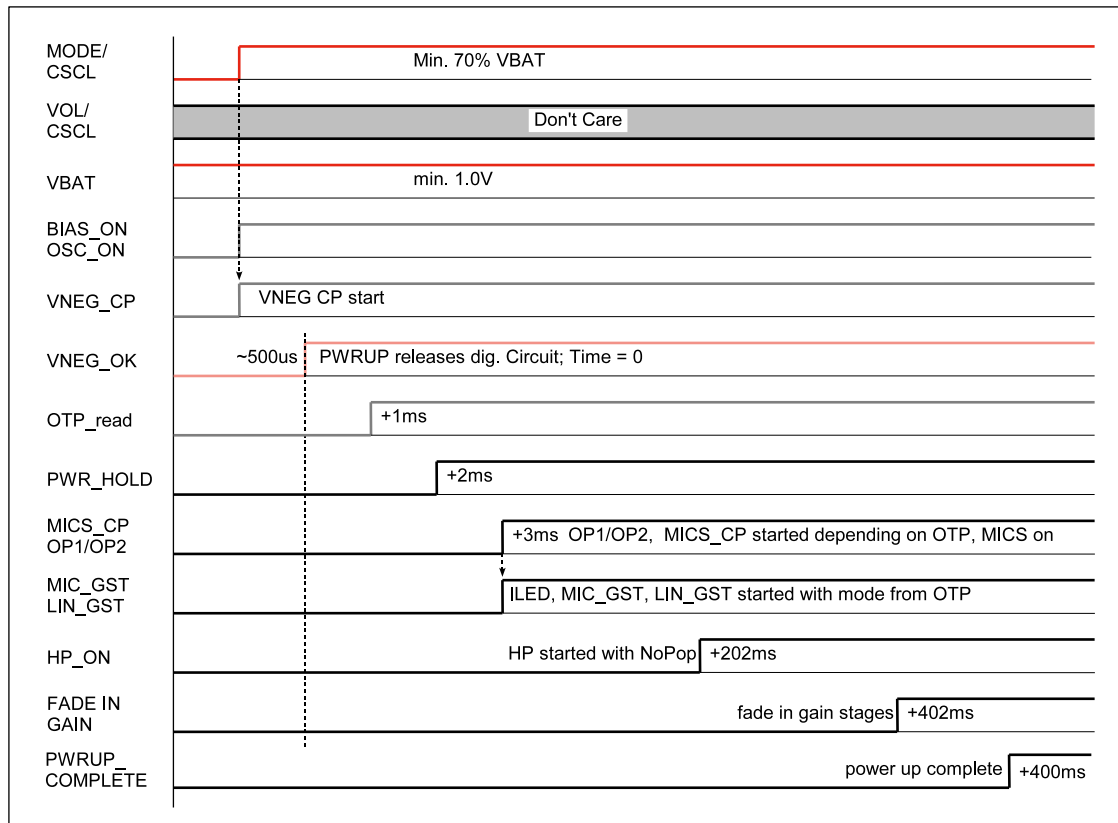 MODE/
CSCL
Min. 70% VBAT
VOL/
CSCL
Don't Care
VBAT
min. 1.0V
BIAS_ON
OSC_ON
VNEG_CP
VNEG CP start
VNEG_OK
~500us
PWRUP releases dig. Circuit; Time = 0
OTP_read
+1ms
PWR_HOLD
+2ms
MICS_CP
OP1/OP2
+3ms OP1/OP2, MICS_CP started depending on OTP, MICS on
MIC_GST
LIN_GST
ILED, MIC_GST, LIN_GST started with mode from OTP
HP_ON
HP started with NoPop
+202ms
FADE IN
GAIN
fade in gain stages
+402ms
PWRUP_
COMPLETE
power up complete
+400ms